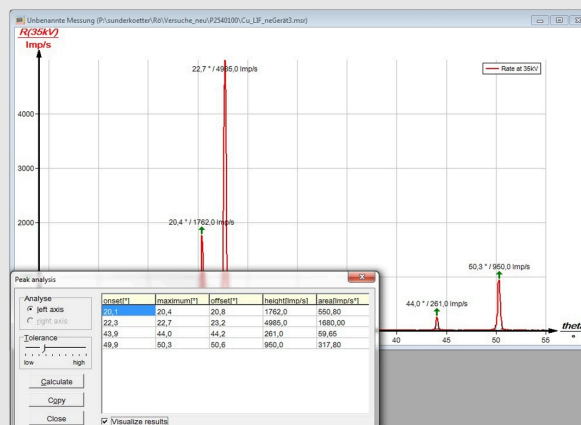 Unbenannte Messung (P:\sunderkoetter\Rö\Versuche_neu\P2540100\Cu_LIF_neGerät3.msr)
R(35kV)
Imp/s
22,7 ° / 4985,0 Imp/s
Rate at 35kV
4000
3000
20,4 ° / 1762,0 Imp/s
2000
50,3 ° / 950,0 Imp/s
44,0 ° / 261,0 Imp/s
theta
40 45 50 55 °
Peak analysis
Analyse
left axis
right axis
Tolerance
low high
Calculate
Copy
Close
onset[°] maximum[°] offset[°] height[Imp/s] area[Imp/s*°]
20,1 20,4 20,8 1762,0 550,80
22,3 22,7 23,2 4985,0 1680,00
43,9 44,0 44,2 261,0 59,65
49,9 50,3 50,6 950,0 317,80
Visualize results